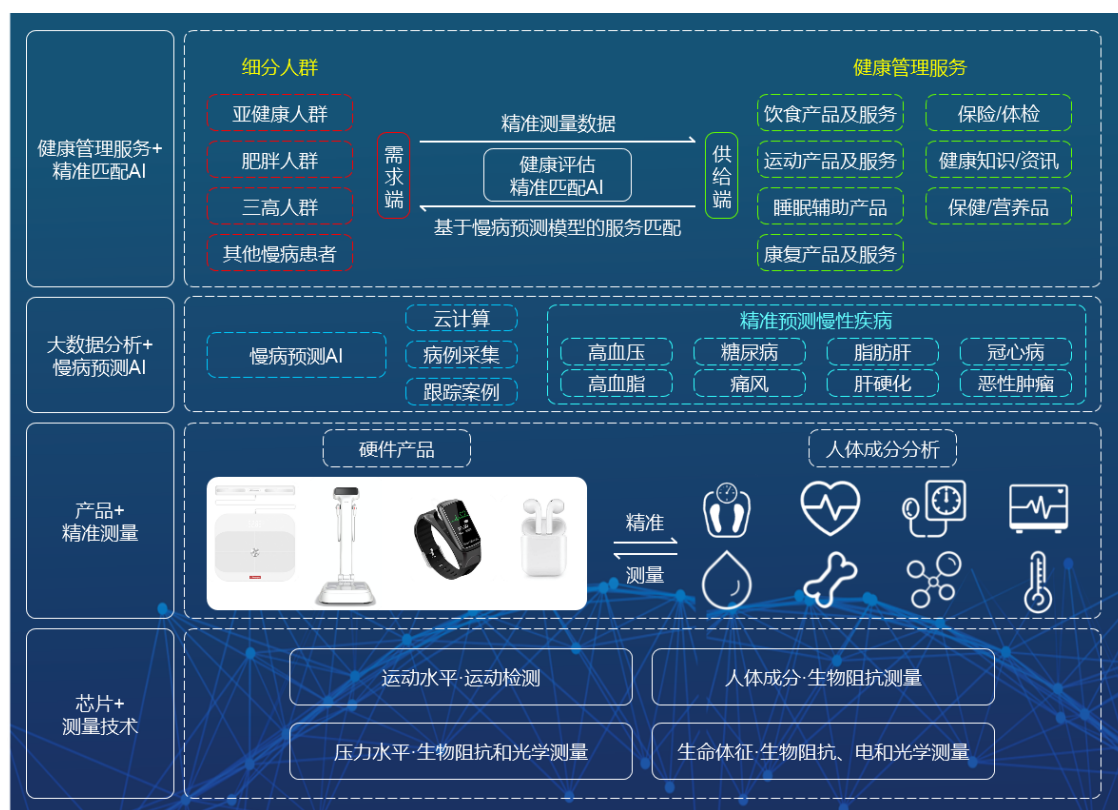 健康管理服务+
精准匹配AI
细分人群
亚健康人群
肥胖人群
三高人群
其他慢病患者
需求端
精准测量数据
健康评估
精准匹配AI
基于慢病预测模型的服务匹配
供给端
健康管理服务
饮食产品及服务
保险/体检
运动产品及服务
健康知识/资讯
睡眠辅助产品
保健/营养品
康复产品及服务
大数据分析+
慢病预测AI
慢病预测AI
云计算
病例采集
跟踪案例
精准预测慢性疾病
高血压
糖尿病
脂肪肝
冠心病
高血脂
痛风
肝硬化
恶性肿瘤
产品+
精准测量
硬件产品
精准
测量
人体成分分析
芯片+
测量技术
运动水平·运动检测
人体成分·生物阻抗测量
压力水平·生物阻抗和光学测量
生命体征·生物阻抗、电和光学测量